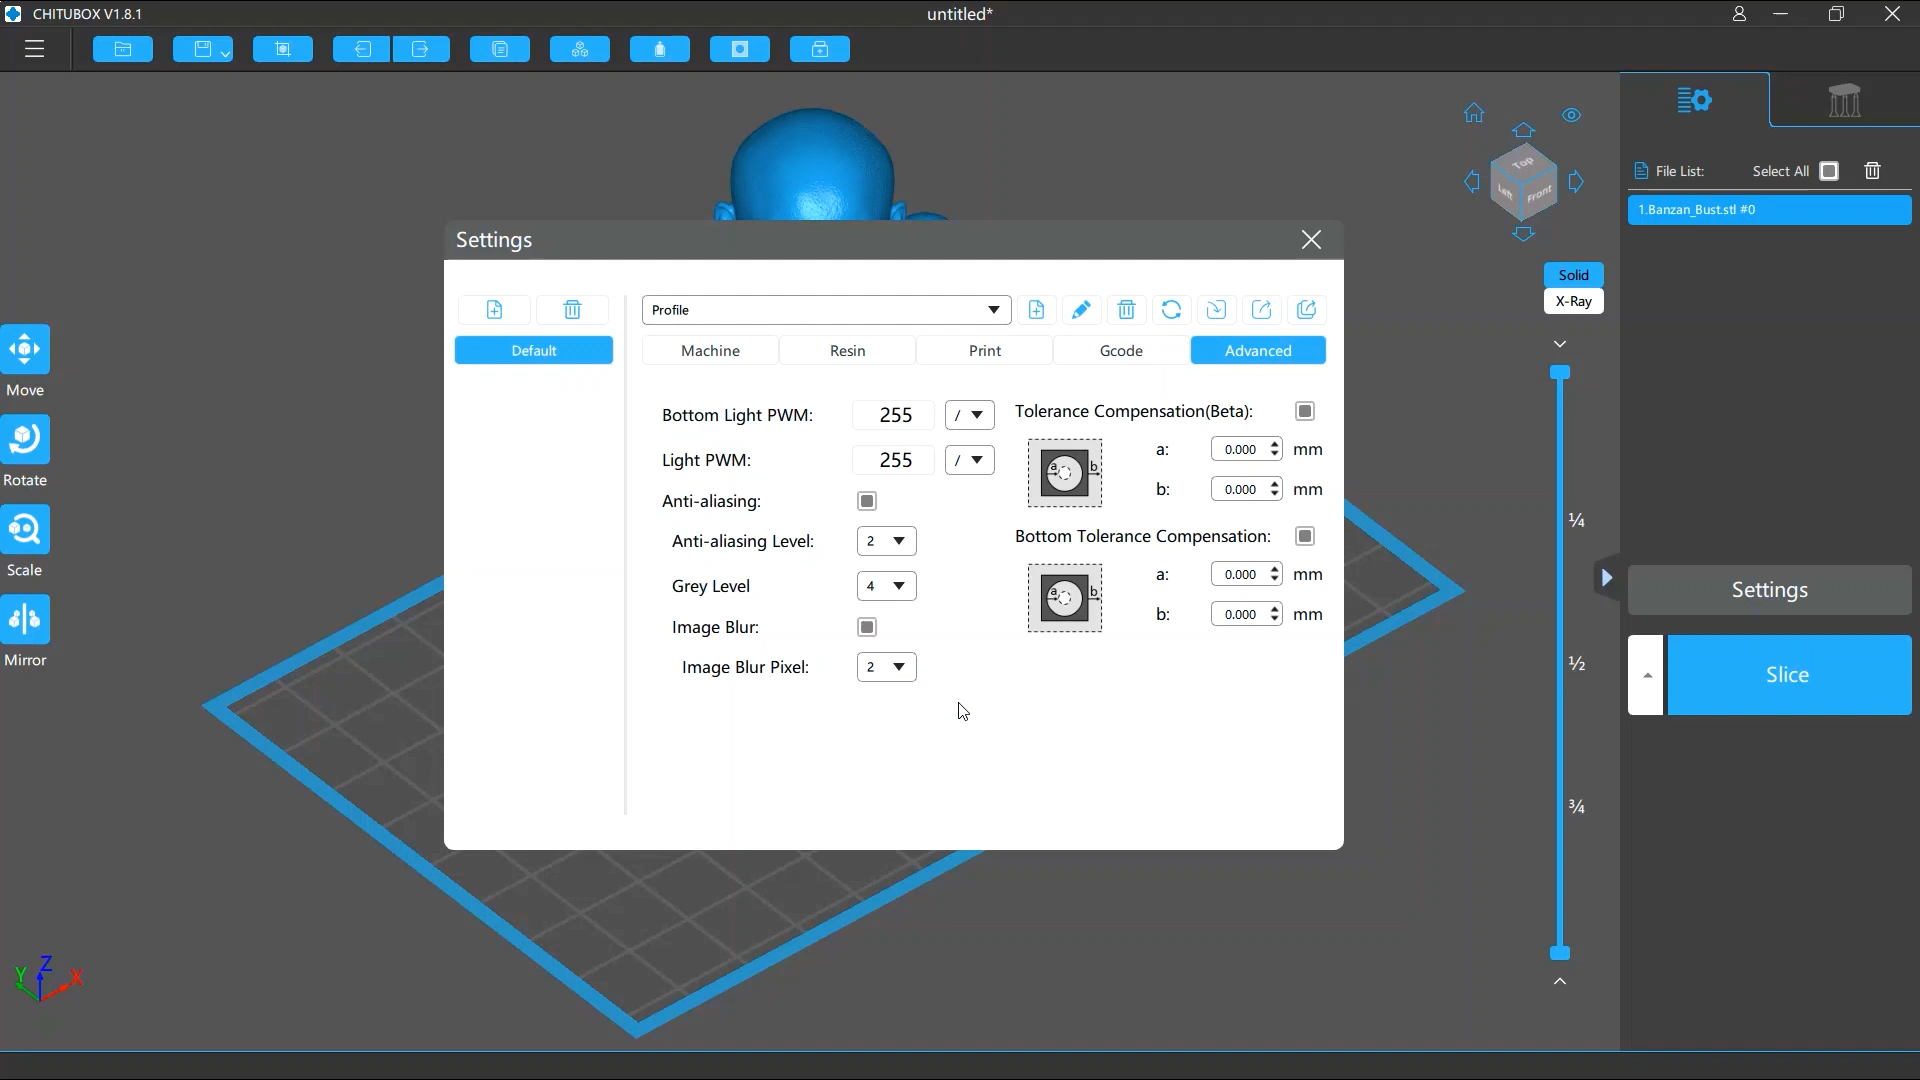 CHITUBOX V1.8.1
untitled*
File List:
Select All
1.Banzan_Bust.stl #0
Top
Left
Front
Solid
X-Ray
Move
Rotate
Scale
Mirror
Settings
Profile
Default
Machine
Resin
Print
Gcode
Advanced
Bottom Light PWM: 255 /
Light PWM: 255 /
Anti-aliasing:
Anti-aliasing Level: 2
Grey Level 4
Image Blur:
Image Blur Pixel: 2
Tolerance Compensation(Beta):
a b
a: 0.000 mm
b: 0.000 mm
Bottom Tolerance Compensation:
a b
a: 0.000 mm
b: 0.000 mm
¼
½
¾
Settings
Slice
Y Z X